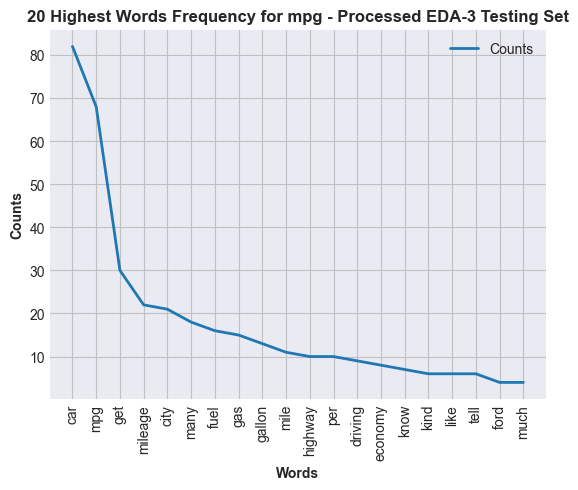 20 Highest Words Frequency for mpg - Processed EDA-3 Testing Set
Counts
80
70
60
50
40
30
20
10
Counts
car
mpg
get
mileage
city
many
fuel
gas
gallon
mile
highway
per
driving
economy
know
kind
like
tell
ford
much
Words